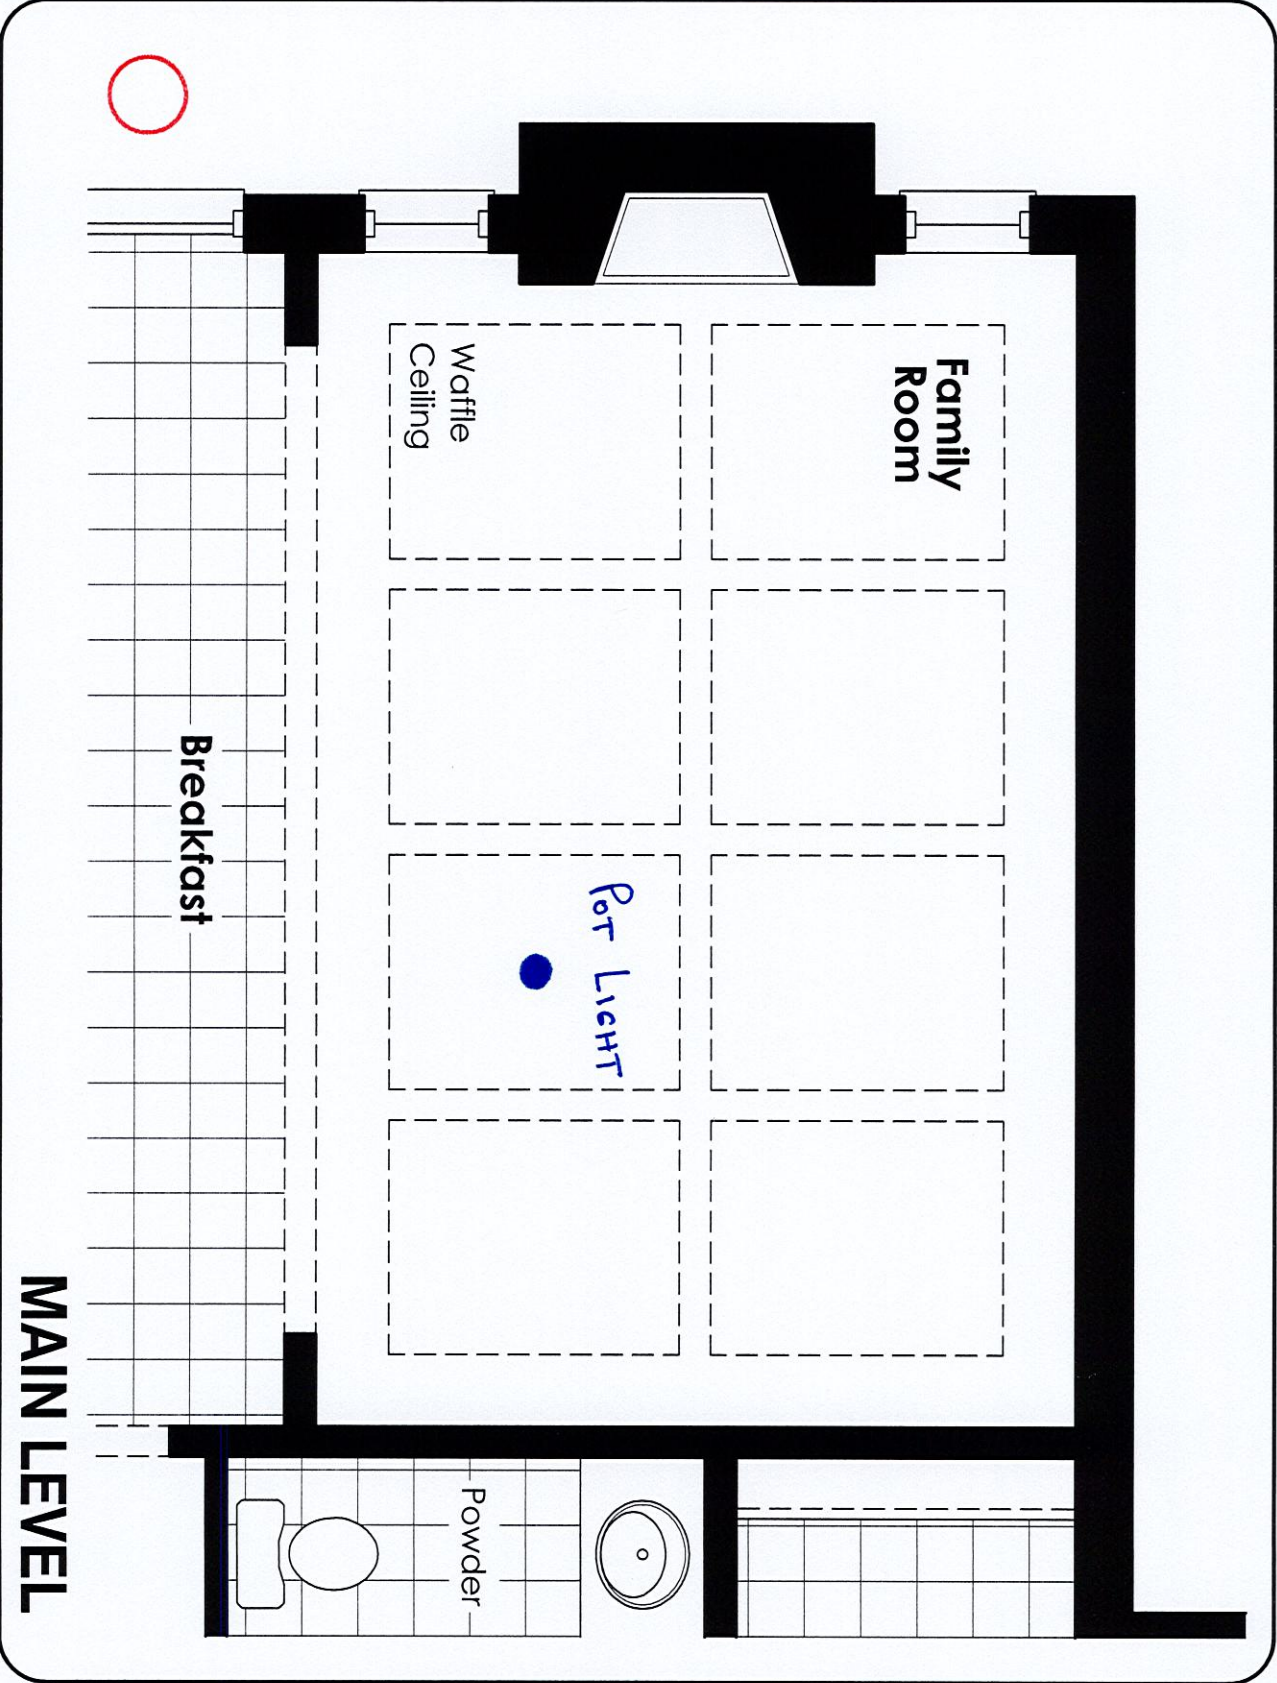 Family
Room
Waffle
Ceiling
POT LIGHT
Breakfast
Powder
MAIN LEVEL